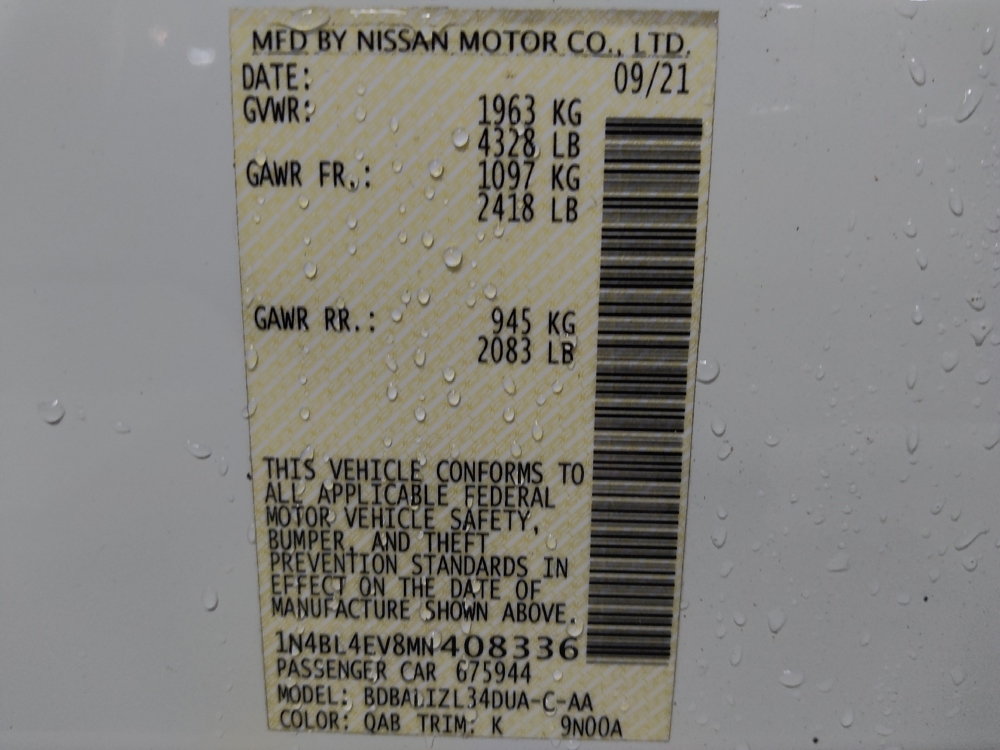 MFD BY NISSAN MOTOR CO., LTD.
DATE: 09/21
GVWR: 1963 KG
4328 LB
GAWR FR.: 1097 KG
2418 LB
GAWR RR.: 945 KG
2083 LB
THIS VEHICLE CONFORMS TO
ALL APPLICABLE FEDERAL
MOTOR VEHICLE SAFETY,
BUMPER, AND THEFT
PREVENTION STANDARDS IN
EFFECT ON THE DATE OF
MANUFACTURE SHOWN ABOVE.
1N4BL4EV8MN408336
PASSENGER CAR 675944
MODEL: BDBALIZL34DUA-C-AA
COLOR: QAB TRIM: K 9N00A